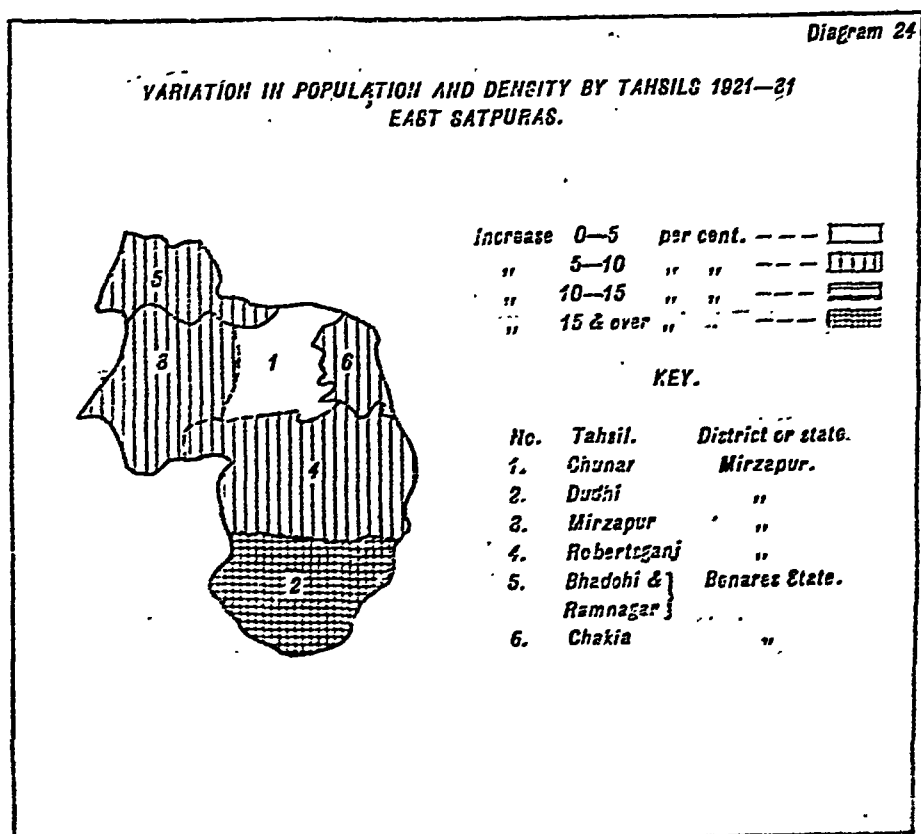 Diagram 24
VARIATION IN POPULATION AND DENSITY BY TAHSILS 1921—31
EAST SATPURAS.
Increase 0—5 per cent. ---
„ 5—10 „ „ ---
„ 10—15 „ „ ---
„ 15 & over „ „ ---
KEY.
No. Tahsil. District or state.
1. Chunar Mirzapur.
2. Dudhi „
3. Mirzapur „
4. Robertsganj „
5. Bhadohi & Ramnagar } Benares State.
6. Chakia „
5
3
1
6
4
2